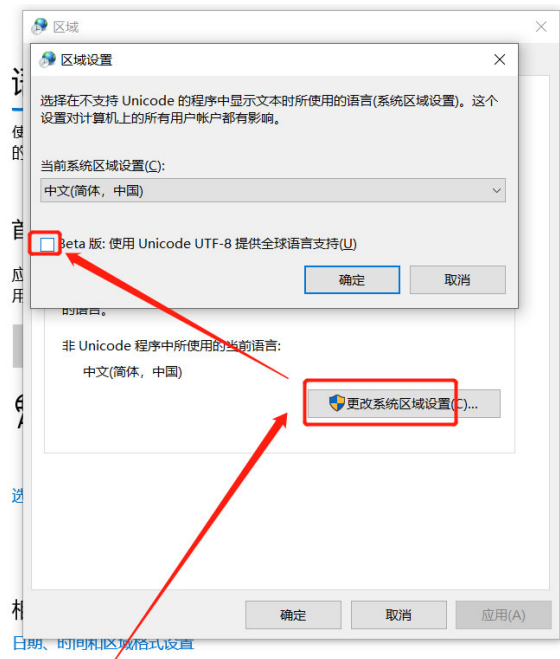 区域
区域设置
选择在不支持 Unicode 的程序中显示文本时所使用的语言(系统区域设置)。这个
设置对计算机上的所有用户帐户都有影响。
当前系统区域设置(C):
中文(简体，中国)
Beta 版: 使用 Unicode UTF-8 提供全球语言支持(U)
确定
取消
的语言。
非 Unicode 程序中所使用的当前语言:
中文(简体，中国)
更改系统区域设置(C)...
确定
取消
应用(A)
日期、时间和区域格式设置